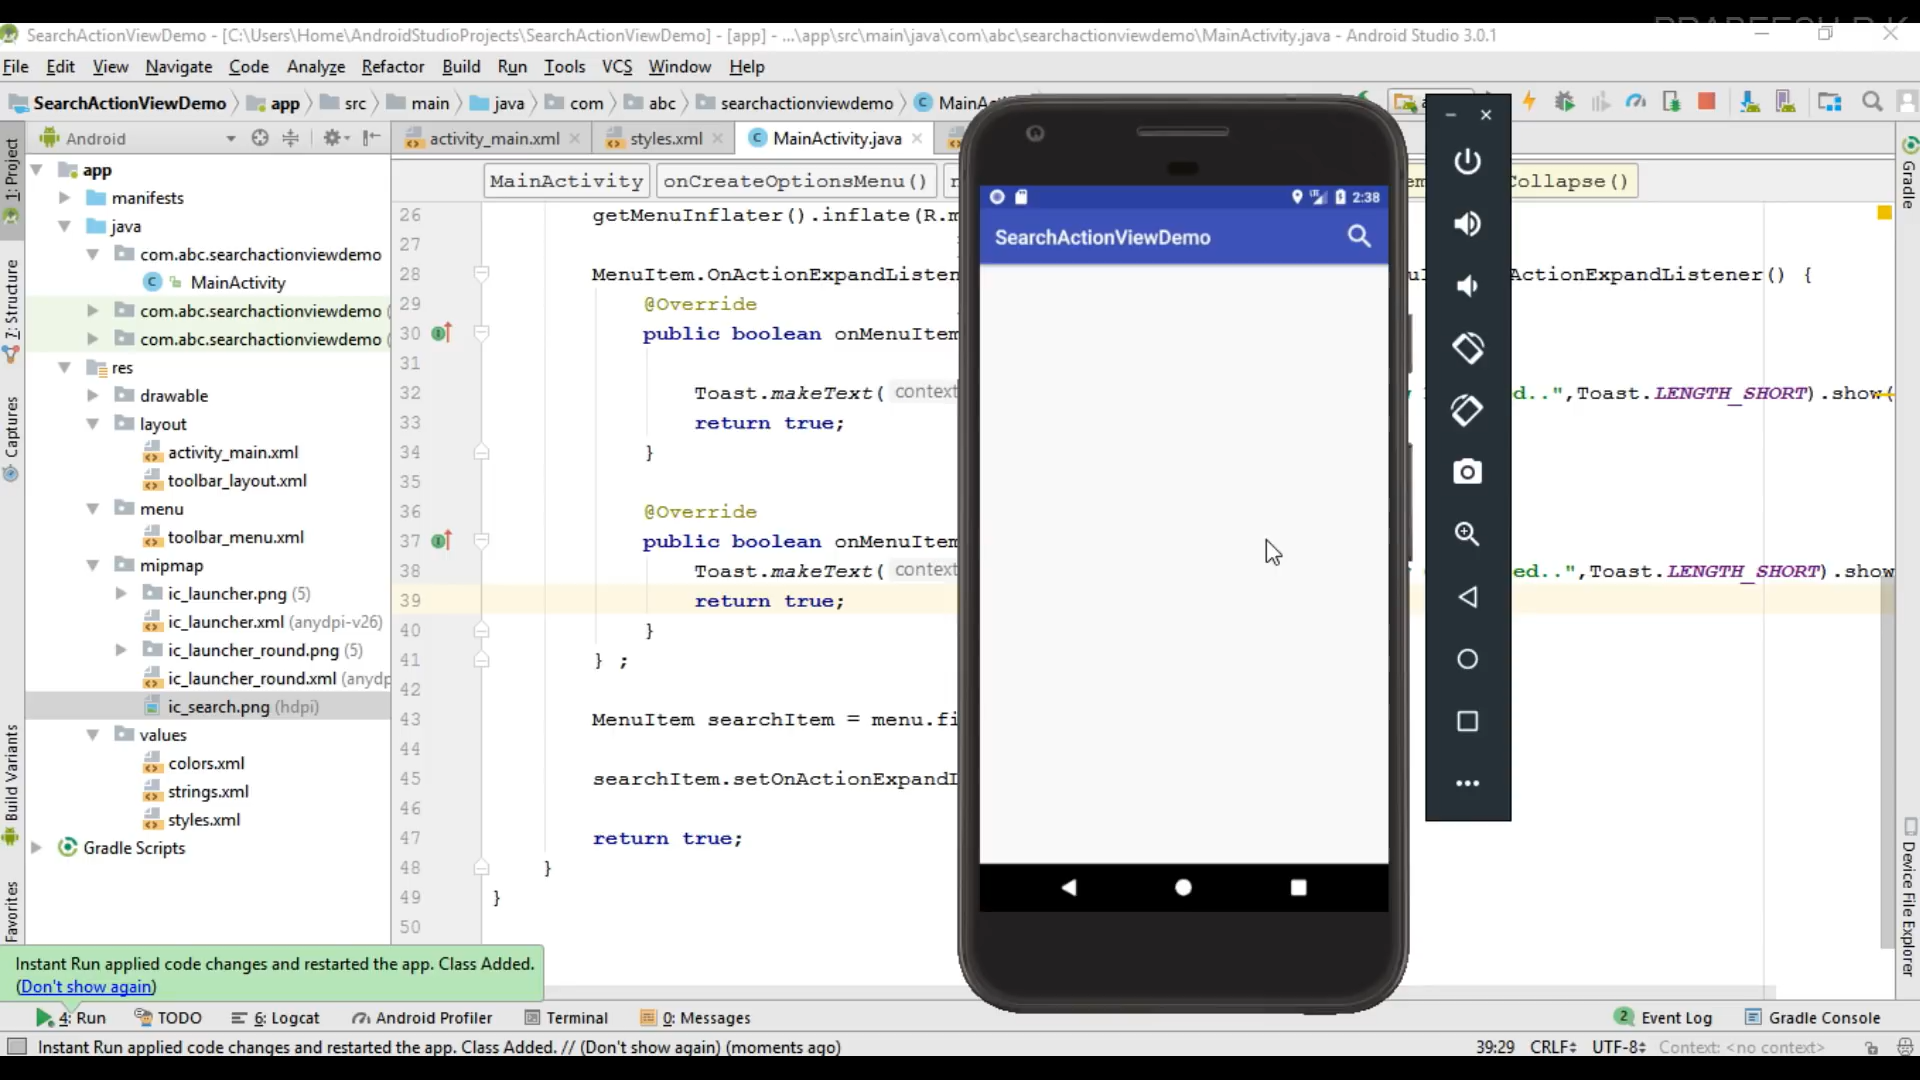 SearchActionViewDemo - [C:\Users\Home\AndroidStudioProjects\SearchActionViewDemo] - [app] - ...\app\src\main\java\com\abc\searchactionviewdemo\MainActivity.java - Android Studio 3.0.1
File Edit View Navigate Code Analyze Refactor Build Run Tools VCS Window Help
SearchActionViewDemo app src main java com abc searchactionviewdemo
Android
activity_main.xml styles.xml MainActivity.java
MainActivity onCreateOptionsMenu() Collapse()
1: Project
7: Structure
Captures
Build Variants
Favorites
app
manifests
java
com.abc.searchactionviewdemo
MainActivity
com.abc.searchactionviewdemo (
com.abc.searchactionviewdemo (
res
drawable
layout
activity_main.xml
toolbar_layout.xml
menu
toolbar_menu.xml
mipmap
ic_launcher.png (5)
ic_launcher.xml (anydpi-v26)
ic_launcher_round.png (5)
ic_launcher_round.xml (anydp
ic_search.png (hdpi)
values
colors.xml
strings.xml
styles.xml
Gradle Scripts
26 getMenuInflater().inflate(R.m
27
28 MenuItem.OnActionExpandListen ActionExpandListener() {
29 @Override
30 public boolean onMenuItem
31
32 Toast.makeText( context d..",Toast.LENGTH_SHORT).show(
33 return true;
34 }
35
36 @Override
37 public boolean onMenuItem
38 Toast.makeText( context ed..",Toast.LENGTH_SHORT).show
39 return true;
40 }
41 } ;
42
43 MenuItem searchItem = menu.fi
44
45 searchItem.setOnActionExpandL
46
47 return true;
48 }
49 }
50
2:38
SearchActionViewDemo
Gradle
Device File Explorer
Instant Run applied code changes and restarted the app. Class Added.
(Don't show again)
4: Run TODO 6: Logcat Android Profiler Terminal 0: Messages 2 Event Log Gradle Console
Instant Run applied code changes and restarted the app. Class Added. // (Don't show again) (moments ago) 39:29 CRLF UTF-8 Context: <no context>